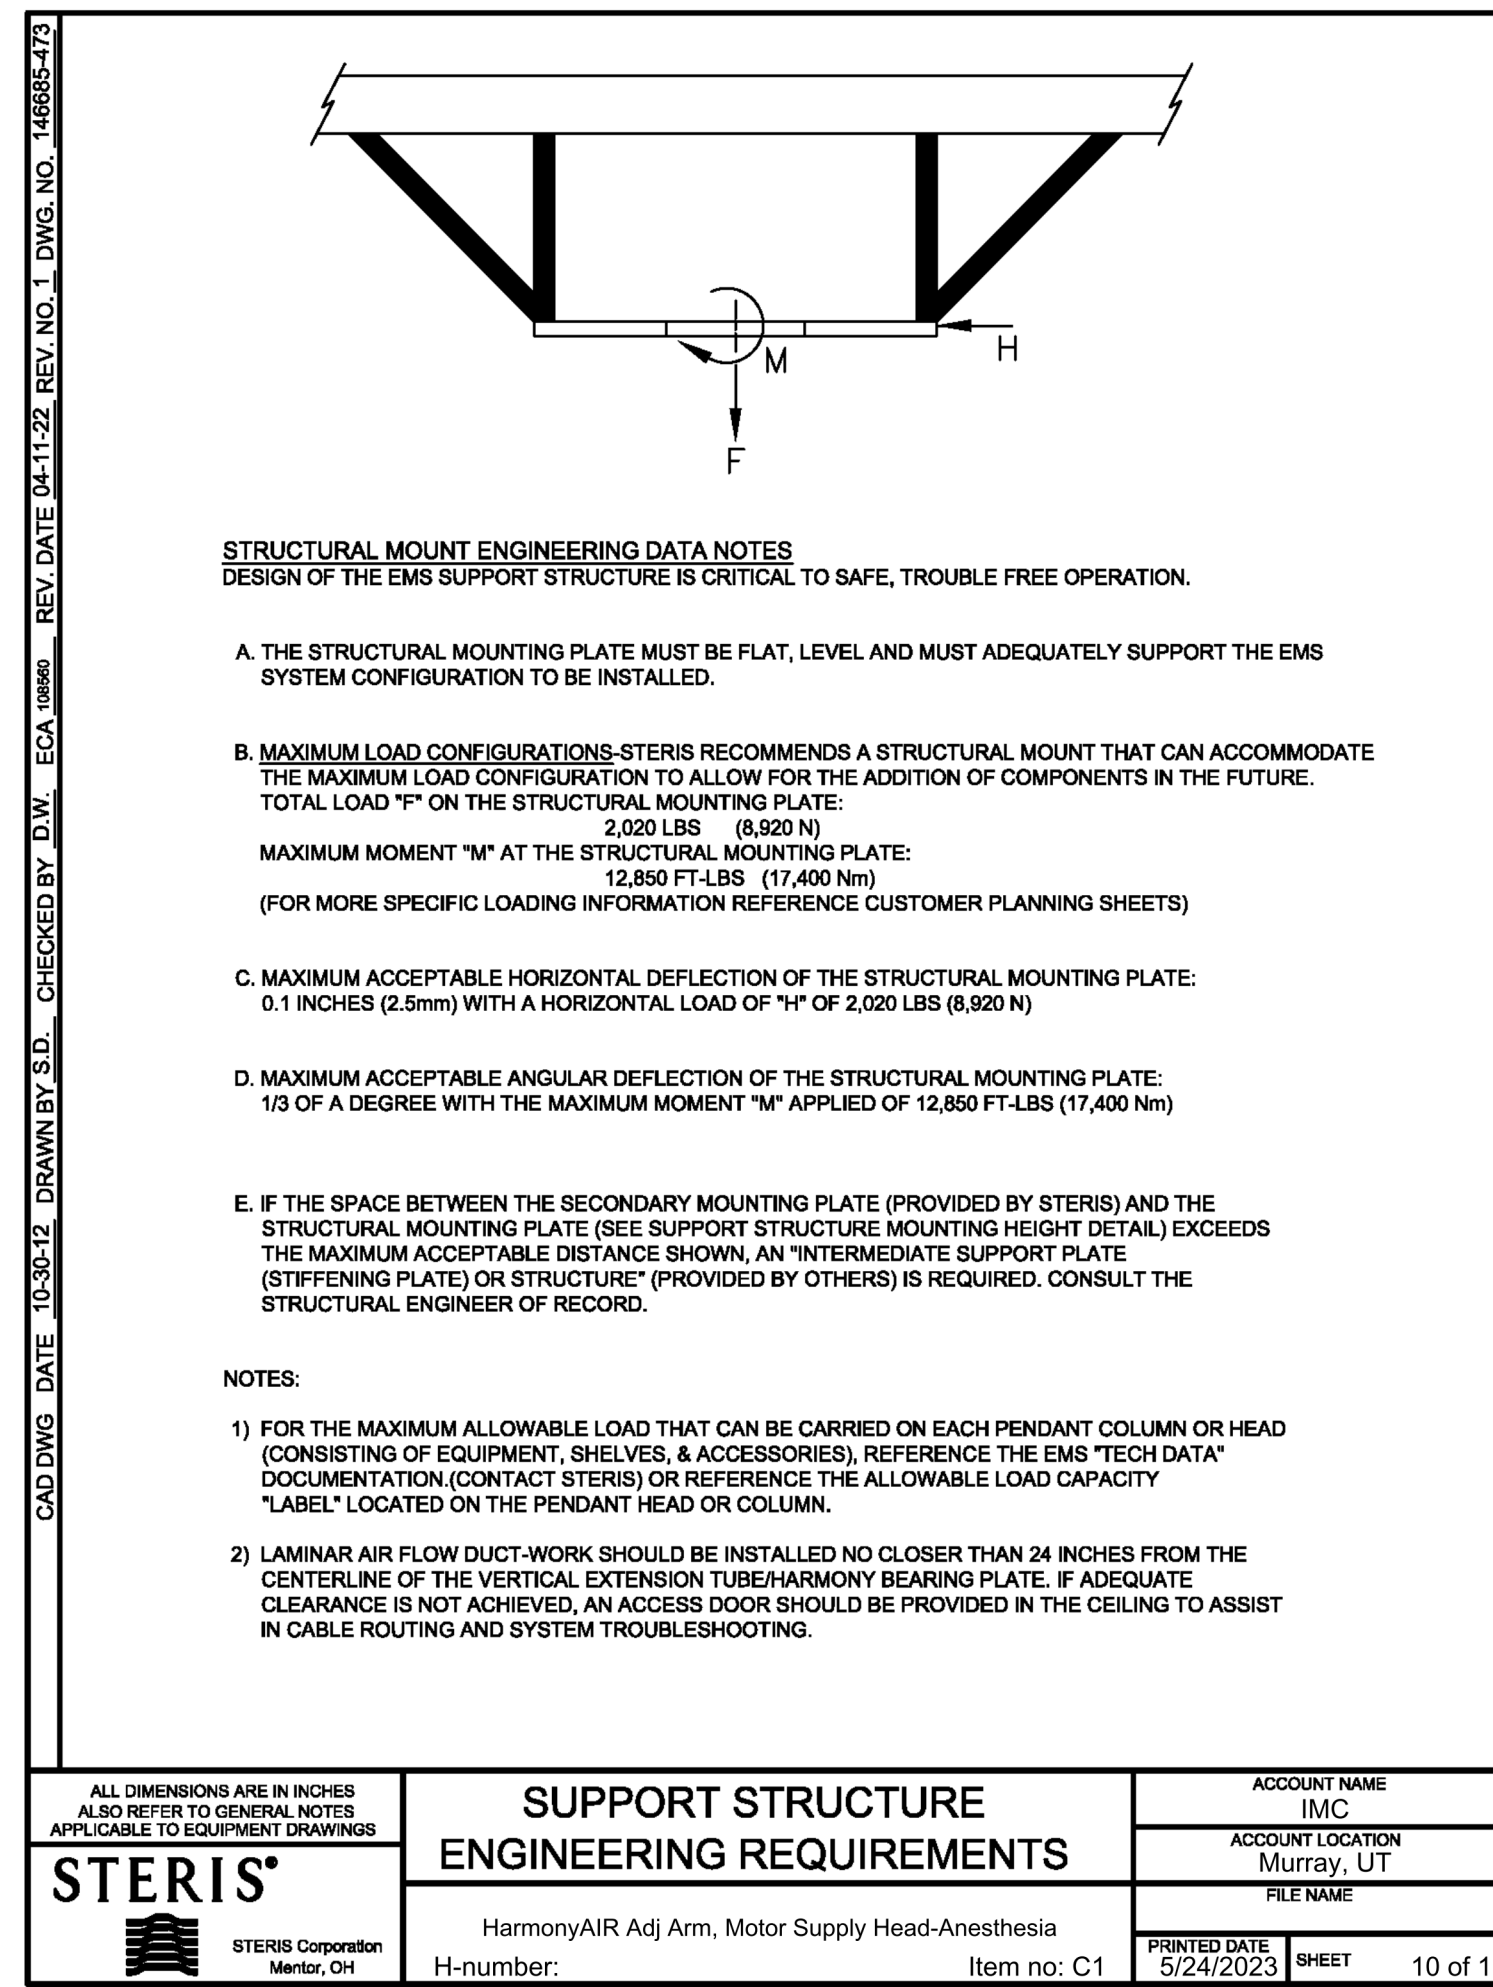 CAD DWG DATE 10-30-12 DRAWN BY S.D. CHECKED BY D.W. ECA 108560 REV. DATE 04-11-22 REV. NO. 1 DWG. NO. 146685-473
H
M
F
STRUCTURAL MOUNT ENGINEERING DATA NOTES
DESIGN OF THE EMS SUPPORT STRUCTURE IS CRITICAL TO SAFE, TROUBLE FREE OPERATION.
A. THE STRUCTURAL MOUNTING PLATE MUST BE FLAT, LEVEL AND MUST ADEQUATELY SUPPORT THE EMS
SYSTEM CONFIGURATION TO BE INSTALLED.
B. MAXIMUM LOAD CONFIGURATIONS-STERIS RECOMMENDS A STRUCTURAL MOUNT THAT CAN ACCOMMODATE
THE MAXIMUM LOAD CONFIGURATION TO ALLOW FOR THE ADDITION OF COMPONENTS IN THE FUTURE.
TOTAL LOAD "F" ON THE STRUCTURAL MOUNTING PLATE:
2,020 LBS (8,920 N)
MAXIMUM MOMENT "M" AT THE STRUCTURAL MOUNTING PLATE:
12,850 FT-LBS (17,400 Nm)
(FOR MORE SPECIFIC LOADING INFORMATION REFERENCE CUSTOMER PLANNING SHEETS)
C. MAXIMUM ACCEPTABLE HORIZONTAL DEFLECTION OF THE STRUCTURAL MOUNTING PLATE:
0.1 INCHES (2.5mm) WITH A HORIZONTAL LOAD OF "H" OF 2,020 LBS (8,920 N)
D. MAXIMUM ACCEPTABLE ANGULAR DEFLECTION OF THE STRUCTURAL MOUNTING PLATE:
1/3 OF A DEGREE WITH THE MAXIMUM MOMENT "M" APPLIED OF 12,850 FT-LBS (17,400 Nm)
E. IF THE SPACE BETWEEN THE SECONDARY MOUNTING PLATE (PROVIDED BY STERIS) AND THE
STRUCTURAL MOUNTING PLATE (SEE SUPPORT STRUCTURE MOUNTING HEIGHT DETAIL) EXCEEDS
THE MAXIMUM ACCEPTABLE DISTANCE SHOWN, AN "INTERMEDIATE SUPPORT PLATE
(STIFFENING PLATE) OR STRUCTURE" (PROVIDED BY OTHERS) IS REQUIRED. CONSULT THE
STRUCTURAL ENGINEER OF RECORD.
NOTES:
1) FOR THE MAXIMUM ALLOWABLE LOAD THAT CAN BE CARRIED ON EACH PENDANT COLUMN OR HEAD
(CONSISTING OF EQUIPMENT, SHELVES, & ACCESSORIES), REFERENCE THE EMS "TECH DATA"
DOCUMENTATION.(CONTACT STERIS) OR REFERENCE THE ALLOWABLE LOAD CAPACITY
"LABEL" LOCATED ON THE PENDANT HEAD OR COLUMN.
2) LAMINAR AIR FLOW DUCT-WORK SHOULD BE INSTALLED NO CLOSER THAN 24 INCHES FROM THE
CENTERLINE OF THE VERTICAL EXTENSION TUBE/HARMONY BEARING PLATE. IF ADEQUATE
CLEARANCE IS NOT ACHIEVED, AN ACCESS DOOR SHOULD BE PROVIDED IN THE CEILING TO ASSIST
IN CABLE ROUTING AND SYSTEM TROUBLESHOOTING.
ALL DIMENSIONS ARE IN INCHES
ALSO REFER TO GENERAL NOTES
APPLICABLE TO EQUIPMENT DRAWINGS
STERIS®
STERIS Corporation
Mentor, OH
SUPPORT STRUCTURE
ENGINEERING REQUIREMENTS
HarmonyAIR Adj Arm, Motor Supply Head-Anesthesia
H-number: Item no: C1
ACCOUNT NAME
IMC
ACCOUNT LOCATION
Murray, UT
FILE NAME
PRINTED DATE
5/24/2023
SHEET 10 of 1